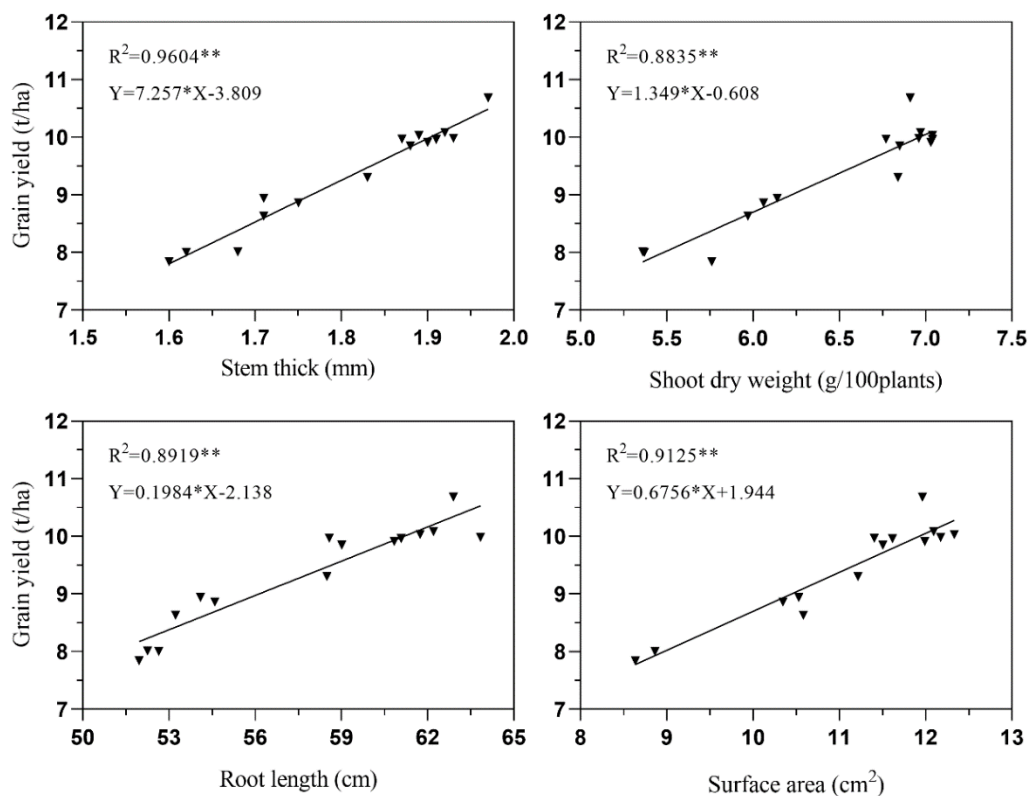 12
11
10
9
8
7
Grain yield (t/ha)
R²=0.9604**
Y=7.257*X-3.809
1.5 1.6 1.7 1.8 1.9 2.0
Stem thick (mm)
12
11
10
9
8
7
R²=0.8835**
Y=1.349*X-0.608
5.0 5.5 6.0 6.5 7.0 7.5
Shoot dry weight (g/100plants)
12
11
10
9
8
7
Grain yield (t/ha)
R²=0.8919**
Y=0.1984*X-2.138
50 53 56 59 62 65
Root length (cm)
12
11
10
9
8
7
R²=0.9125**
Y=0.6756*X+1.944
8 9 10 11 12 13
Surface area (cm²)